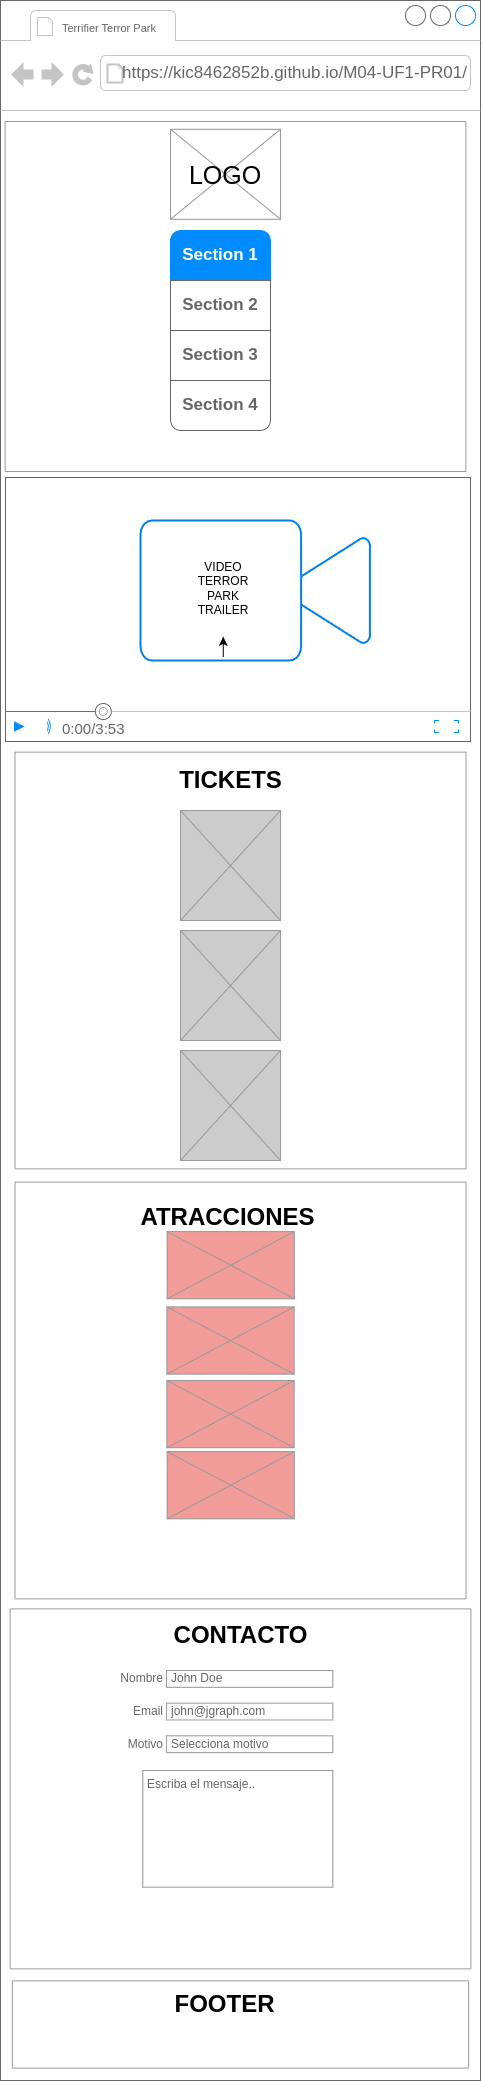 Terrifier Terror Park
https://kic8462852b.github.io/M04-UF1-PR01/
LOGO
Section 1
Section 2
Section 3
Section 4
VIDEO
TERROR
PARK
TRAILER
0:00/3:53
TICKETS
ATRACCIONES
CONTACTO
Nombre John Doe
Email john@jgraph.com
Motivo Selecciona motivo
Escriba el mensaje..
FOOTER